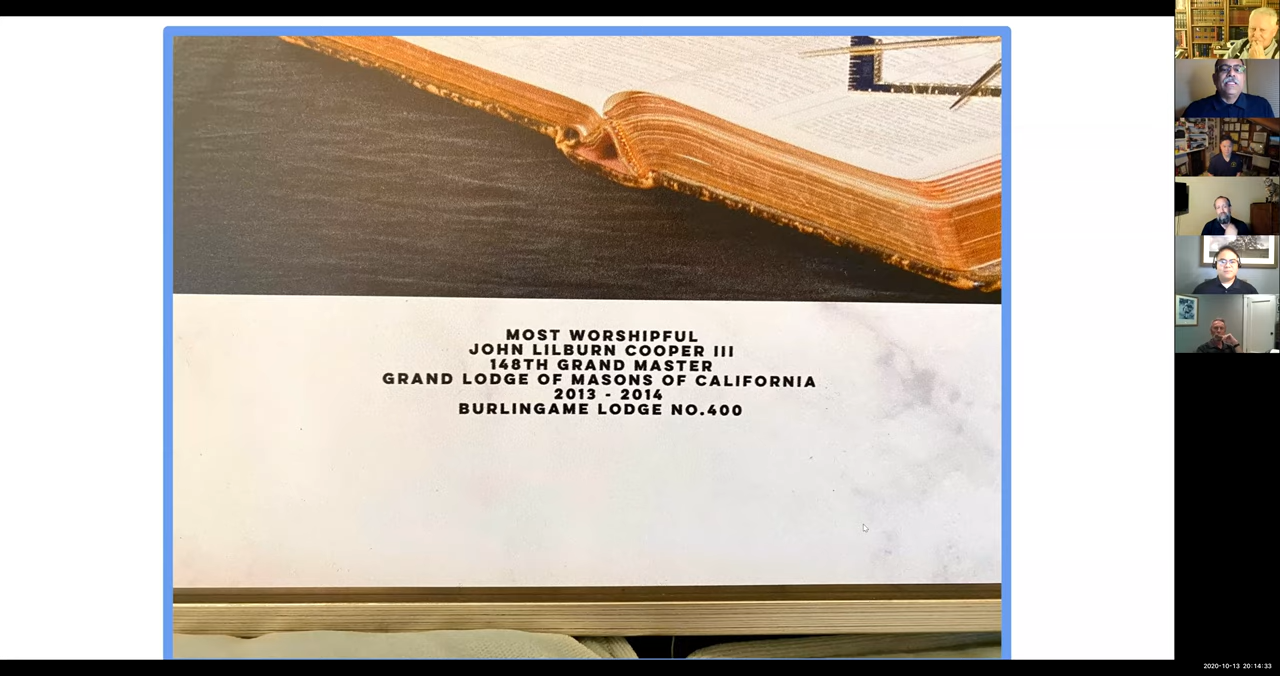 MOST WORSHIPFUL
JOHN LILBURN COOPER III
148TH GRAND MASTER
GRAND LODGE OF MASONS OF CALIFORNIA
2013 - 2014
BURLINGAME LODGE NO.400
2020-10-13 20:14:33